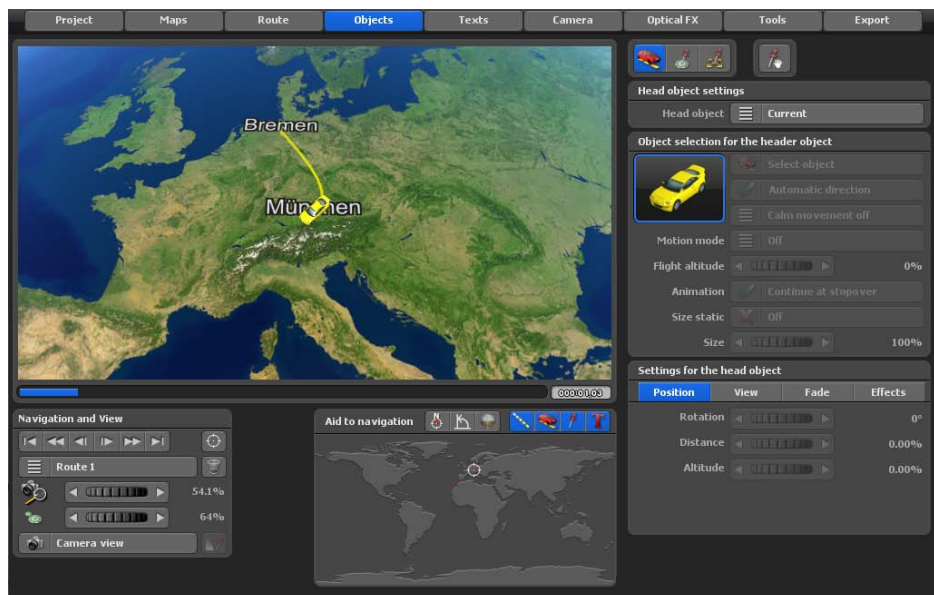 Project Maps Route Objects Texts Camera Optical FX Tools Export
Bremen
München
000:01,03
Head object settings
Head object Current
Object selection for the header object
Select object
Automatic direction
Calm movement off
Motion mode Off
Flight altitude 0%
Animation Continue at stopover
Size static Off
Size 100%
Settings for the head object
Position View Fade Effects
Rotation 0°
Distance 0.00%
Altitude 0.00%
Navigation and View
Route 1
54.1%
64%
Camera view
Aid to navigation